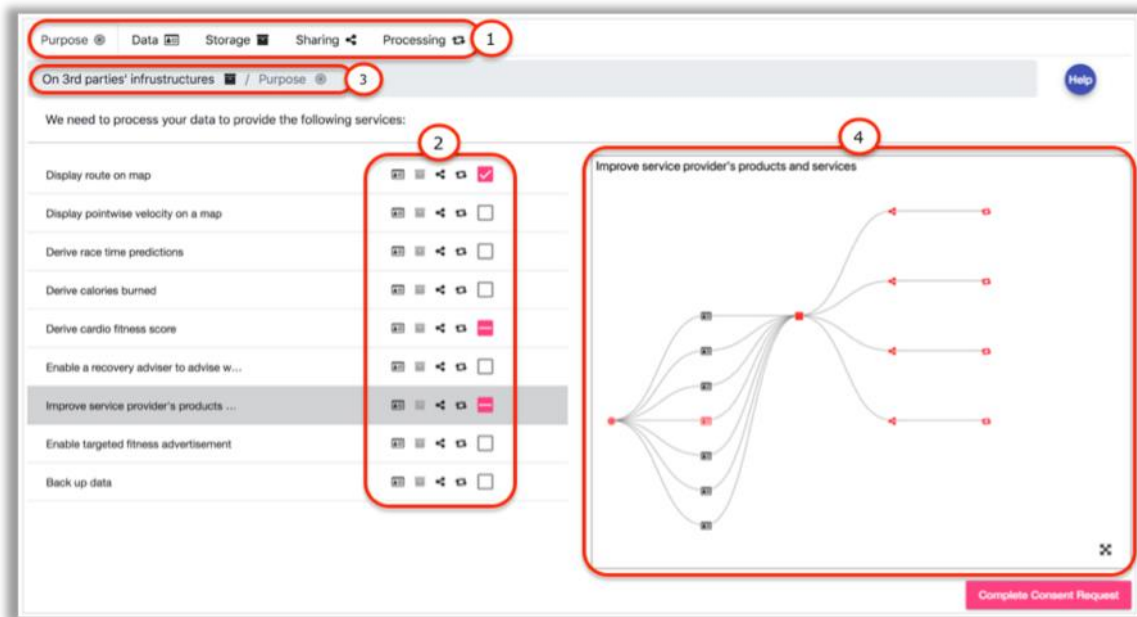 Purpose Data Storage Sharing Processing 1
On 3rd parties' infrustructures / Purpose 3
Help
We need to process your data to provide the following services:
2
4
Display route on map
Display pointwise velocity on a map
Derive race time predictions
Derive calories burned
Derive cardio fitness score
Enable a recovery adviser to advise w...
Improve service provider's products ...
Enable targeted fitness advertisement
Back up data
Improve service provider's products and services
Complete Consent Request